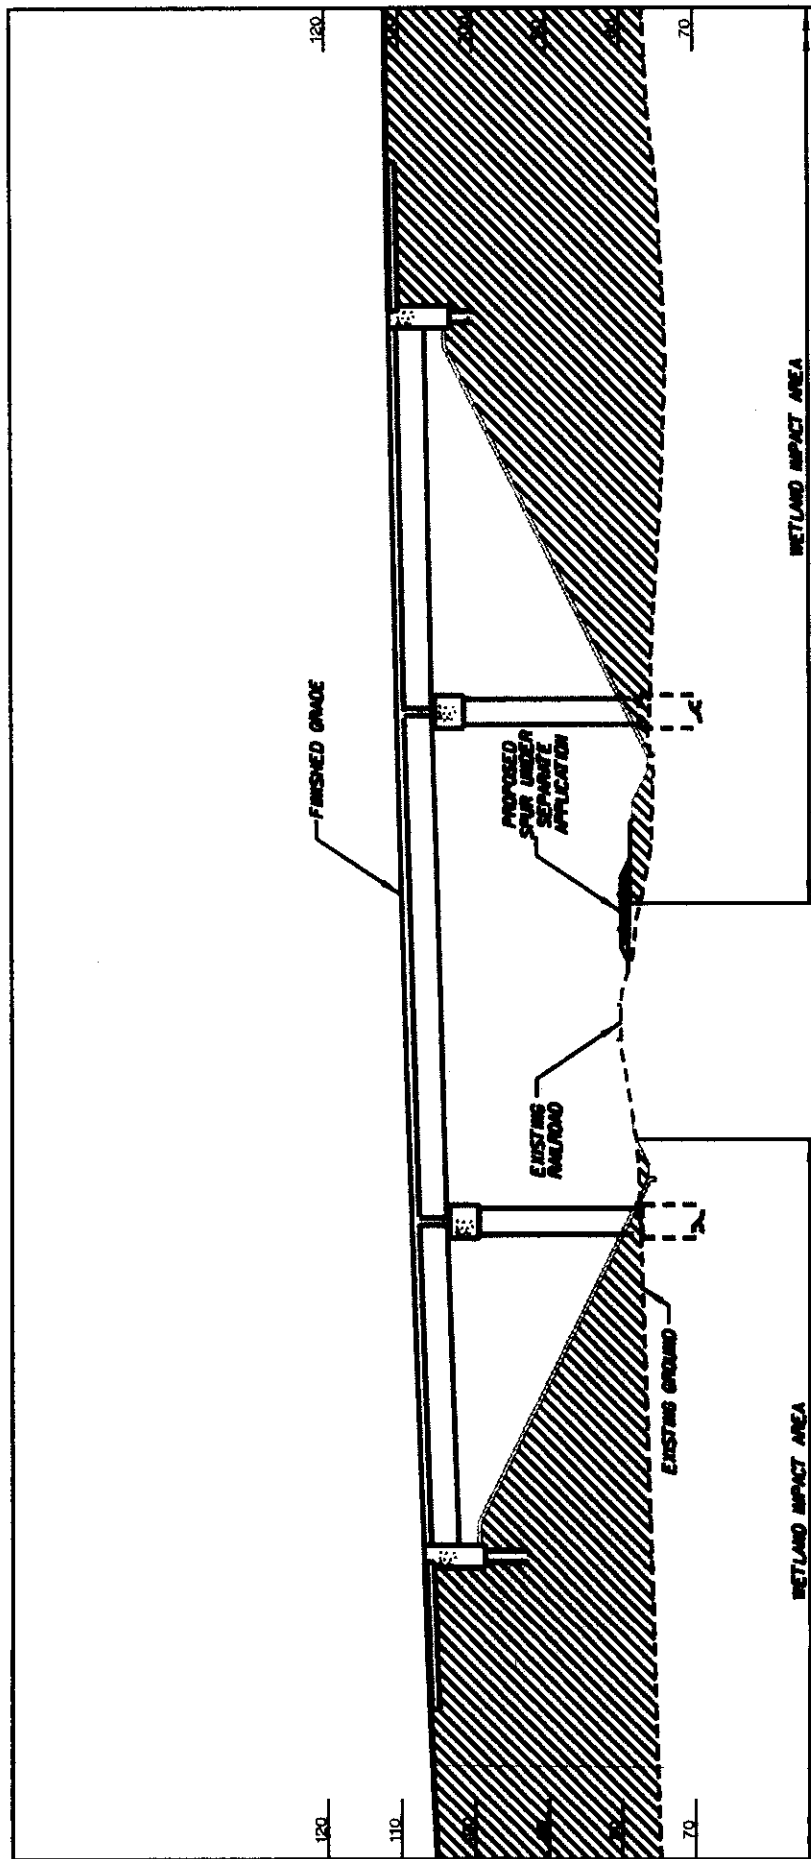 120
110
70
120
70
FINISHED GRADE
EXISTING
RAILROAD
PROPOSED
SPUR UNDER
SEPARATE
APPLICATION
EXISTING GROUND
WETLAND IMPACT AREA
WETLAND IMPACT AREA